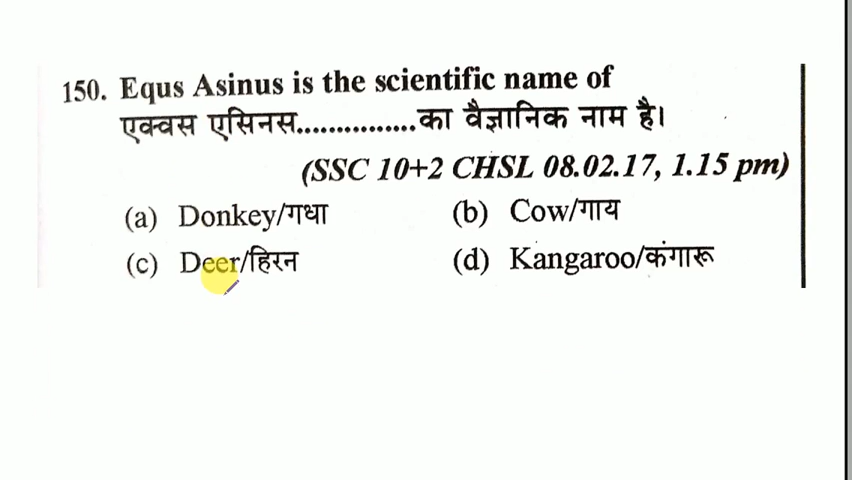 150. Equs Asinus is the scientific name of
एक्वस एसिनस...............का वैज्ञानिक नाम है।
(SSC 10+2 CHSL 08.02.17, 1.15 pm)
(a) Donkey/गधा (b) Cow/गाय
(c) Deer/हिरन (d) Kangaroo/कंगारू